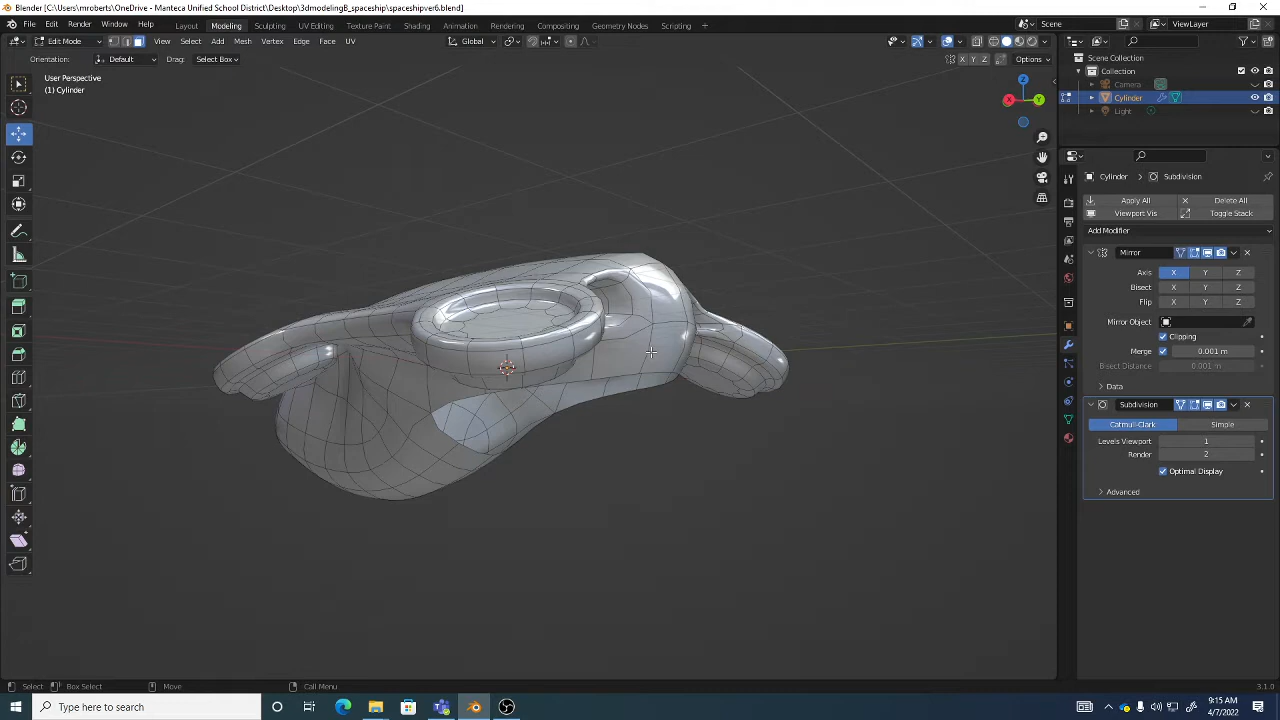 Blender [C:\Users\mroberts\OneDrive - Manteca Unified School District\Desktop\3dmodelingB_spaceship\spaceshipver6.blend]
File Edit Render Window Help Layout Modeling Sculpting UV Editing Texture Paint Shading Animation Rendering Compositing Geometry Nodes Scripting + Scene ViewLayer
Edit Mode View Select Add Mesh Vertex Edge Face UV Global
Orientation: Default Drag: Select Box X Y Z Options
User Perspective
(1) Cylinder
Z
X Y
Scene Collection
Collection
Camera
Cylinder
Light
Cylinder Subdivision
Apply All Delete All
Viewport Vis Toggle Stack
Add Modifier
Mirror
Axis X Y Z
Bisect X Y Z
Flip X Y Z
Mirror Object
Clipping
Merge 0.001 m
Bisect Distance 0.001 m
Data
Subdivision
Catmull-Clark Simple
Levels Viewport 1
Render 2
Optimal Display
Advanced
Select Box Select Move Call Menu 3.1.0
Type here to search
9:15 AM
4/7/2022